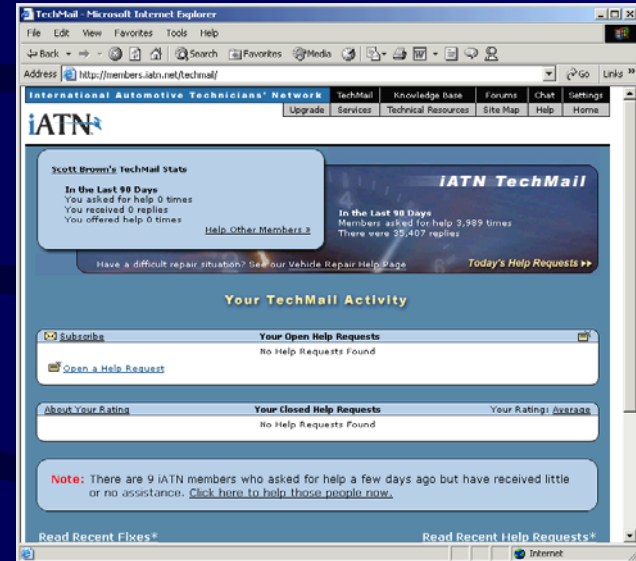 TechMail - Microsoft Internet Explorer
File Edit View Favorites Tools Help
Back Search Favorites Media
Address http://members.iatn.net/techmail/ Go Links »
International Automotive Technicians' Network TechMail Knowledge Base Forums Chat Settings
Upgrade Services Technical Resources Site Map Help Home
iATN
Scott Brown's TechMail Stats
In the Last 90 Days
You asked for help 0 times
You received 0 replies
You offered help 0 times
Help Other Members »
iATN TechMail
In the Last 90 Days
Members asked for help 3,989 times
There were 35,407 replies
Have a difficult repair situation? See our Vehicle Repair Help Page
Today's Help Requests ▸▸
Your TechMail Activity
Subscribe Your Open Help Requests
No Help Requests Found
Open a Help Request
About Your Rating Your Closed Help Requests Your Rating: Average
No Help Requests Found
Note: There are 9 iATN members who asked for help a few days ago but have received little
or no assistance. Click here to help those people now.
Read Recent Fixes* Read Recent Help Requests*
Internet